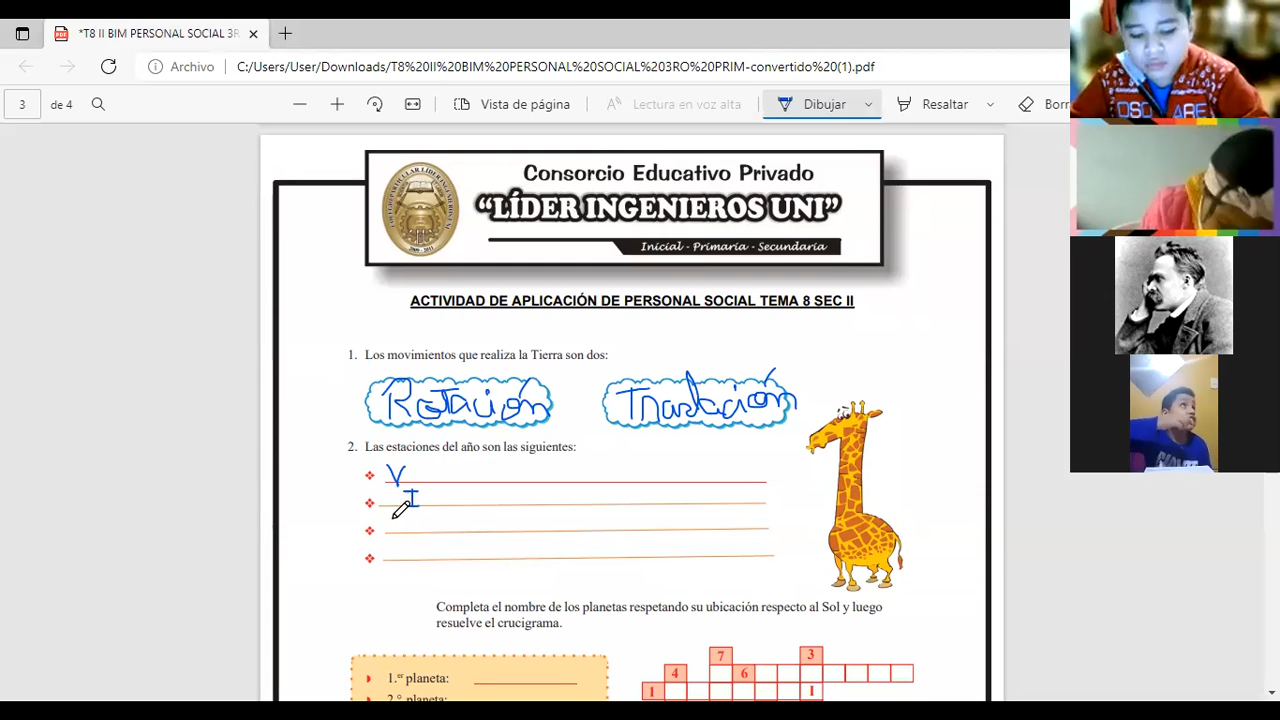 *T8 II BIM PERSONAL SOCIAL 3R
Archivo C:/Users/User/Downloads/T8%20II%20BIM%20PERSONAL%20SOCIAL%203RO%20PRIM-convertido%20(1).pdf
3 de 4 Vista de página Lectura en voz alta Dibujar Resaltar Borr
Consorcio Educativo Privado
“LÍDER INGENIEROS UNI”
Inicial - Primaria - Secundaria
ACTIVIDAD DE APLICACIÓN DE PERSONAL SOCIAL TEMA 8 SEC II
1. Los movimientos que realiza la Tierra son dos:
Rotación Traslación
2. Las estaciones del año son las siguientes:
V
I
Completa el nombre de los planetas respetando su ubicación respecto al Sol y luego
resuelve el crucigrama.
1.er planeta:
2.º planeta:
7 3
4 6
1 1